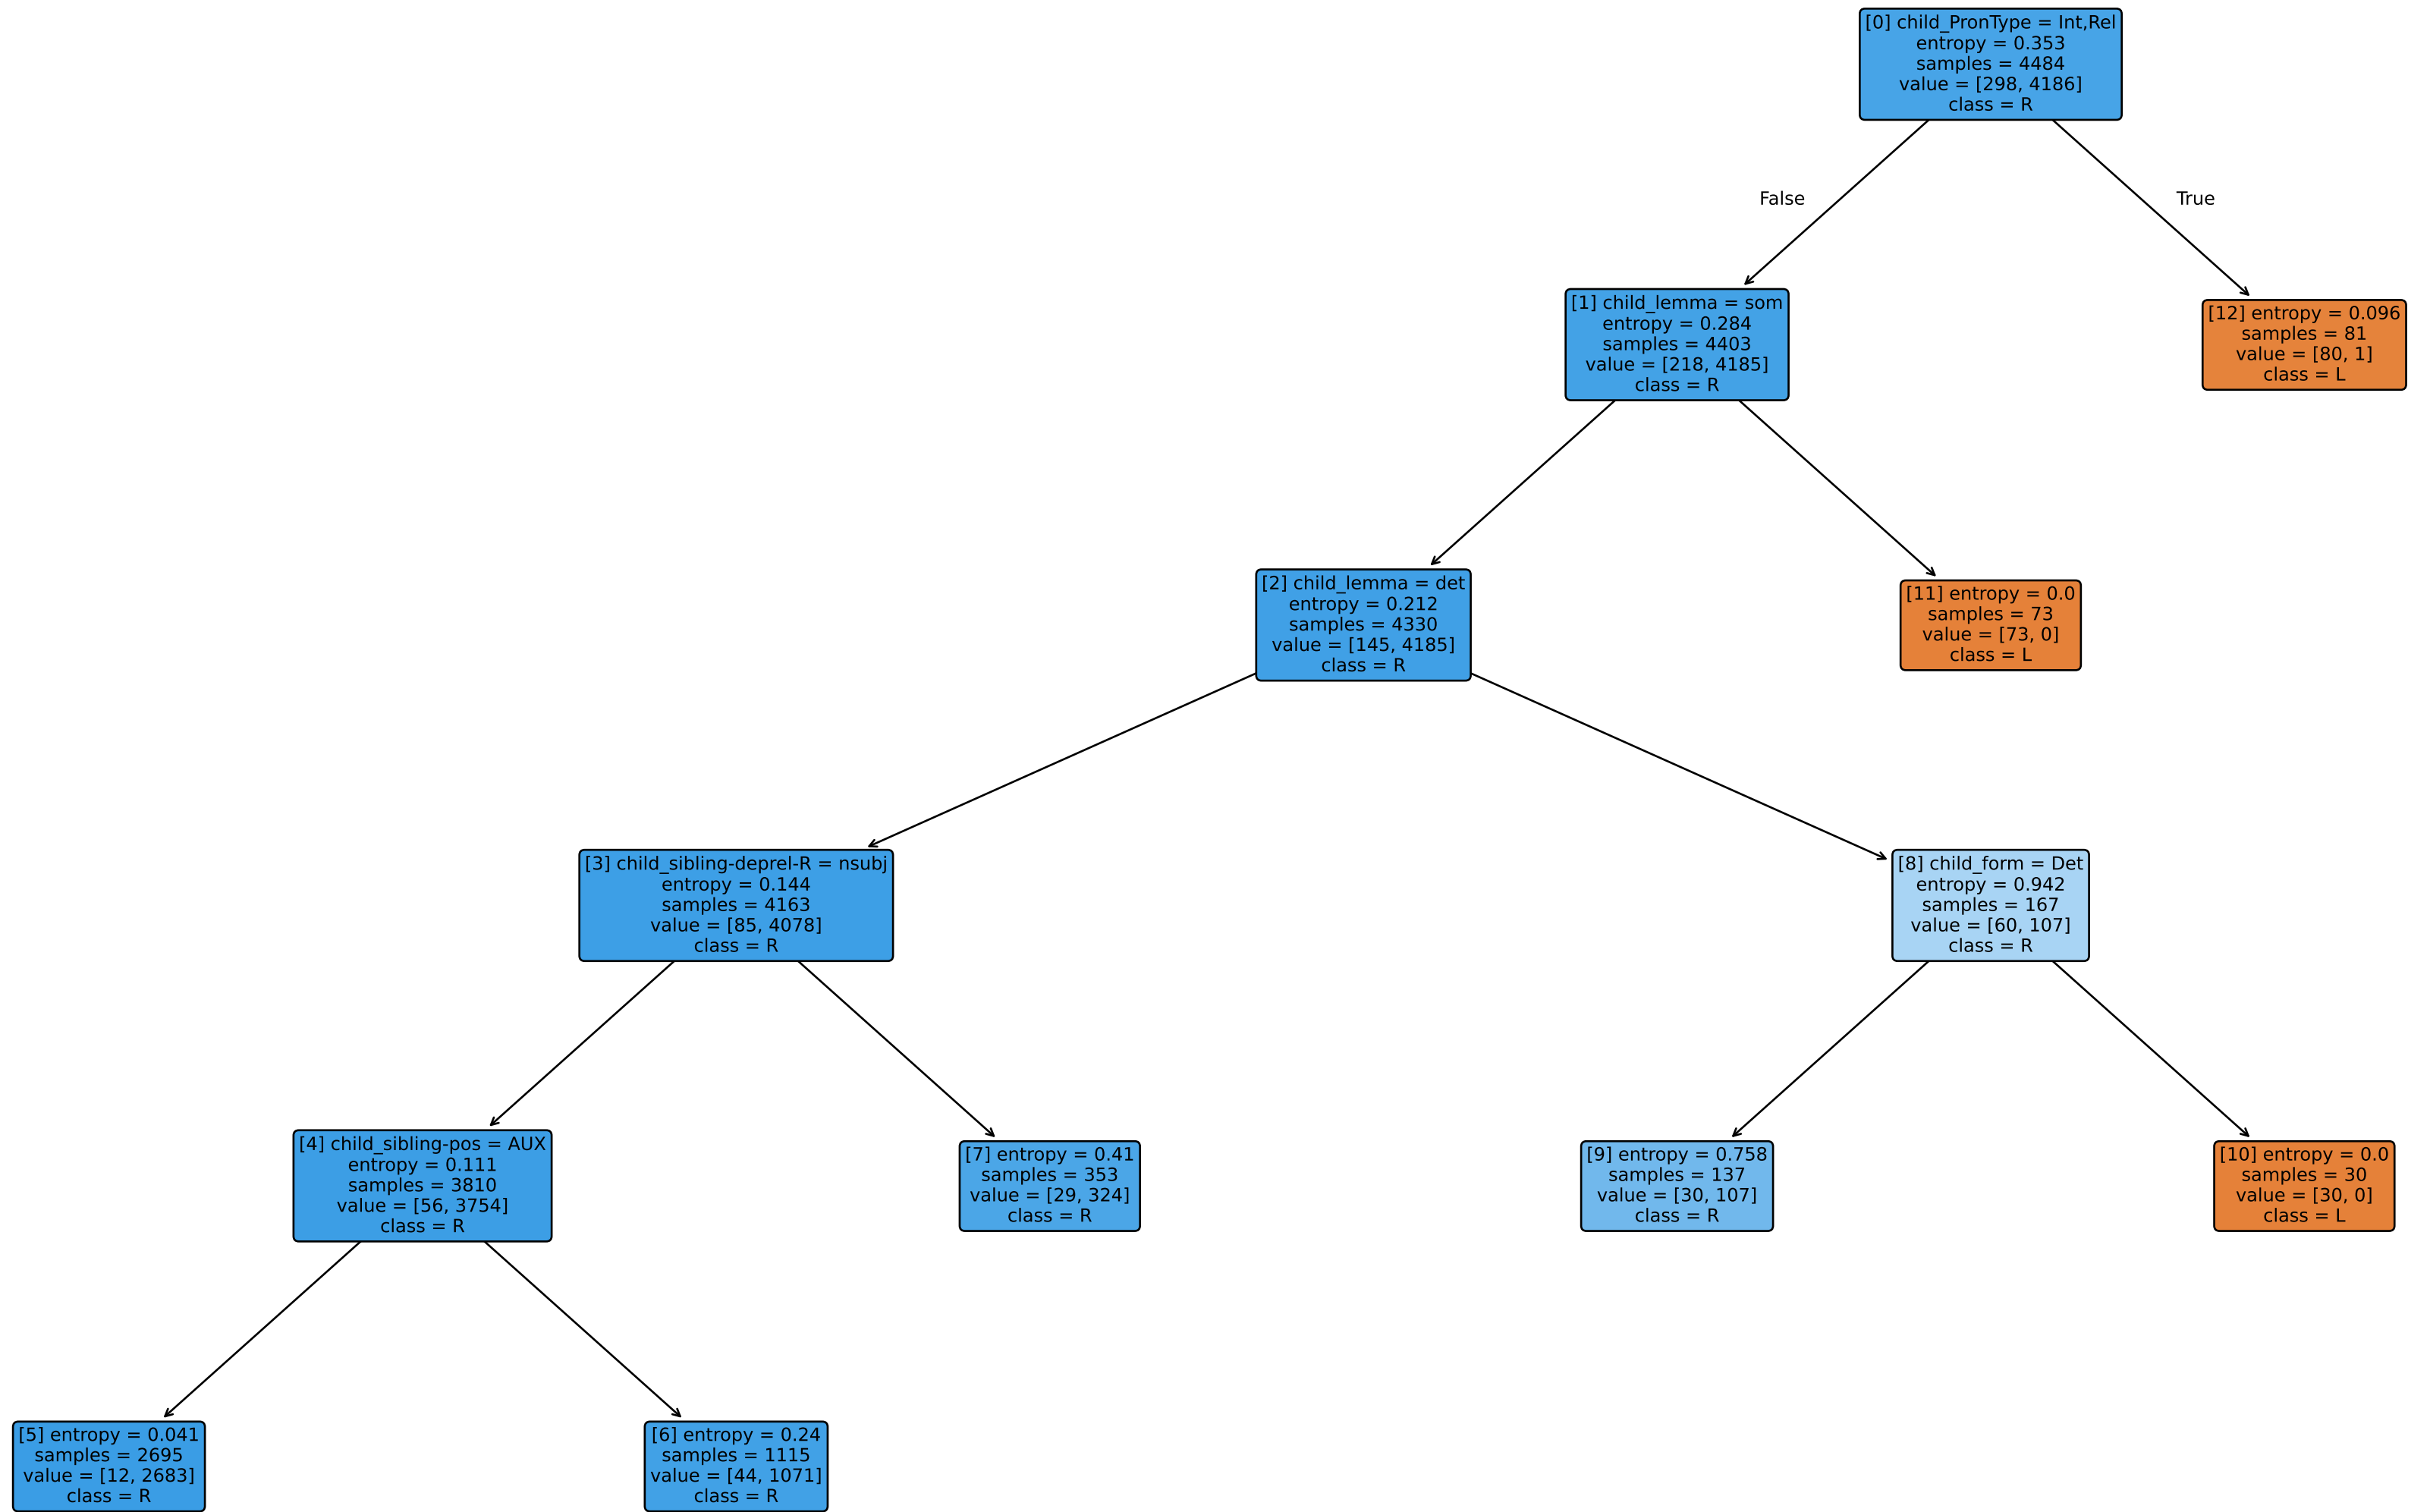 [0] child_PronType = Int,Rel
entropy = 0.353
samples = 4484
value = [298, 4186]
class = R
False
True
[1] child_lemma = som
entropy = 0.284
samples = 4403
value = [218, 4185]
class = R
[12] entropy = 0.096
samples = 81
value = [80, 1]
class = L
[2] child_lemma = det
entropy = 0.212
samples = 4330
value = [145, 4185]
class = R
[11] entropy = 0.0
samples = 73
value = [73, 0]
class = L
[3] child_sibling-deprel-R = nsubj
entropy = 0.144
samples = 4163
value = [85, 4078]
class = R
[8] child_form = Det
entropy = 0.942
samples = 167
value = [60, 107]
class = R
[4] child_sibling-pos = AUX
entropy = 0.111
samples = 3810
value = [56, 3754]
class = R
[7] entropy = 0.41
samples = 353
value = [29, 324]
class = R
[9] entropy = 0.758
samples = 137
value = [30, 107]
class = R
[10] entropy = 0.0
samples = 30
value = [30, 0]
class = L
[5] entropy = 0.041
samples = 2695
value = [12, 2683]
class = R
[6] entropy = 0.24
samples = 1115
value = [44, 1071]
class = R